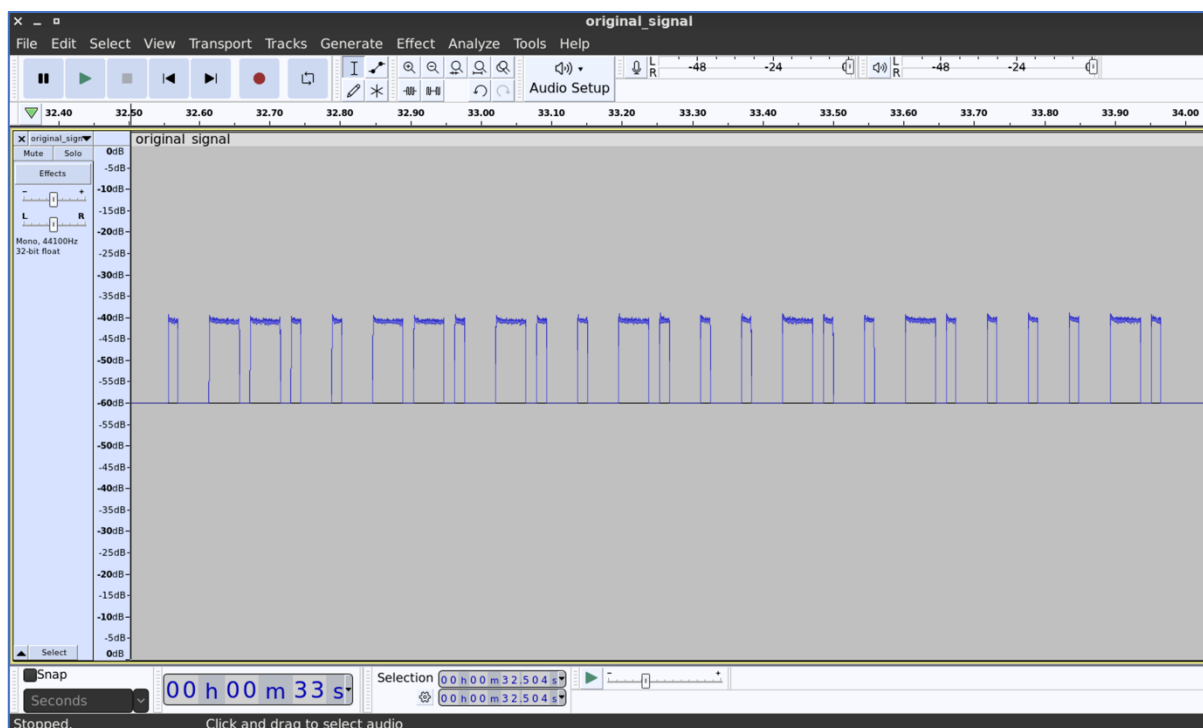 original_signal
File Edit Select View Transport Tracks Generate Effect Analyze Tools Help
L R -48 -24 0
L R -48 -24 0
Audio Setup
32.40 32.50 32.60 32.70 32.80 32.90 33.00 33.10 33.20 33.30 33.40 33.50 33.60 33.70 33.80 33.90 34.00
original_sign
original_signal
Mute Solo
Effects
- +
L R
Mono, 44100Hz
32-bit float
Select
0dB
-5dB
-10dB
-15dB
-20dB
-25dB
-30dB
-35dB
-40dB
-45dB
-50dB
-55dB
-60dB
-55dB
-50dB
-45dB
-40dB
-35dB
-30dB
-25dB
-20dB
-15dB
-10dB
-5dB
0dB
Snap
Seconds
00 h 00 m 33 s
Selection
00 h 00 m 32.504 s
00 h 00 m 32.504 s
- +
Stopped.
Click and drag to select audio